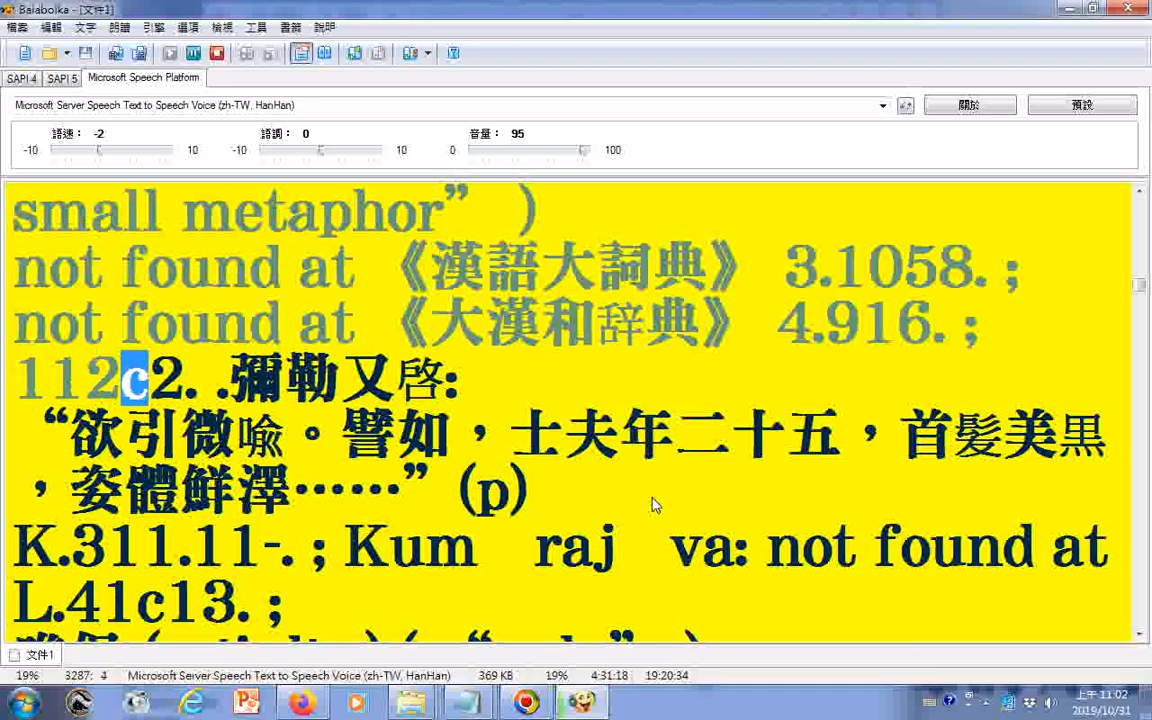 Balabolka - [文件1]
檔案 編輯 文字 朗讀 引擎 選項 檢視 工具 書籤 說明
SAPI 4 SAPI 5 Microsoft Speech Platform
Microsoft Server Speech Text to Speech Voice (zh-TW, HanHan) 關於 預設
語速： -2 語調： 0 音量： 95
-10 10 -10 10 0 100
small metaphor” )
not found at 《漢語大詞典》 3.1058. ;
not found at 《大漢和辞典》 4.916. ;
112c2. .彌勒又啓:
“欲引微喩。譬如，士夫年二十五，首髮美黒
，姿體鮮澤……” (p)
K.311.11-. ; Kum raj va: not found at
L.41c13. ;
文件1
19% 3287: 4 Microsoft Server Speech Text to Speech Voice (zh-TW, HanHan) 369 KB 19% 4:31:18 19:20:34
上午 11:02
2019/10/31